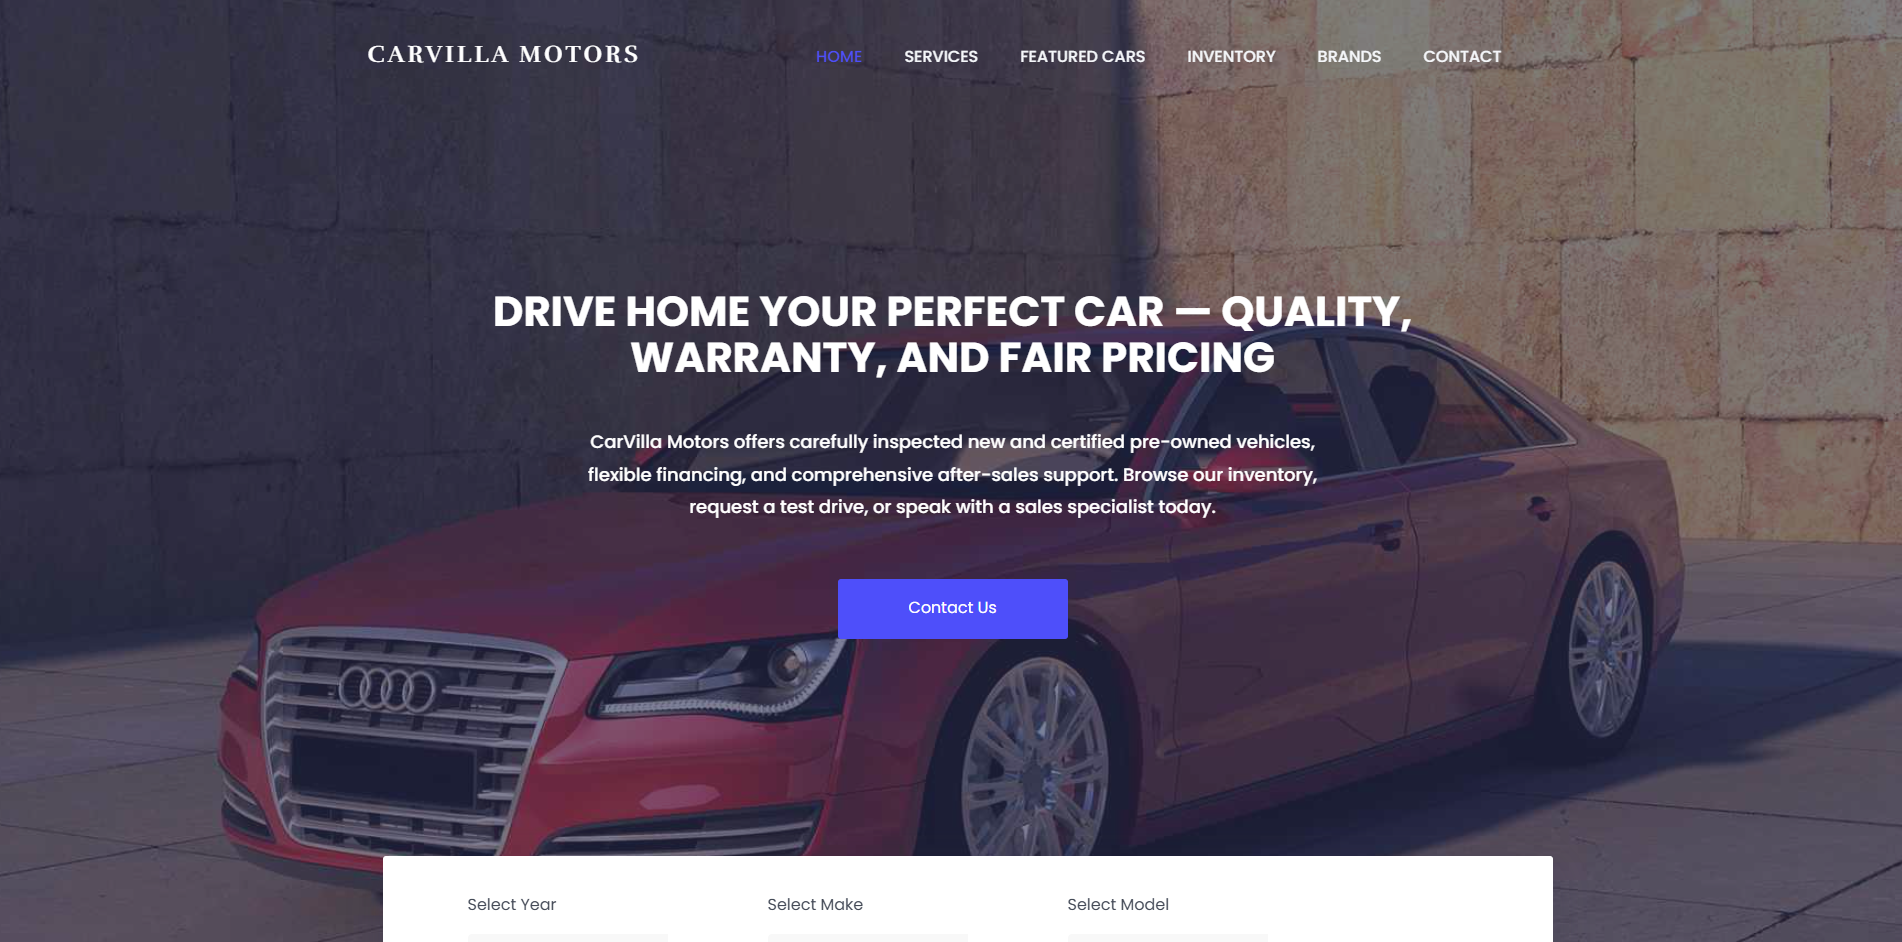 CARVILLA MOTORS
HOME SERVICES FEATURED CARS INVENTORY BRANDS CONTACT
DRIVE HOME YOUR PERFECT CAR — QUALITY,
WARRANTY, AND FAIR PRICING
CarVilla Motors offers carefully inspected new and certified pre-owned vehicles,
flexible financing, and comprehensive after-sales support. Browse our inventory,
request a test drive, or speak with a sales specialist today.
Contact Us
Select Year Select Make Select Model